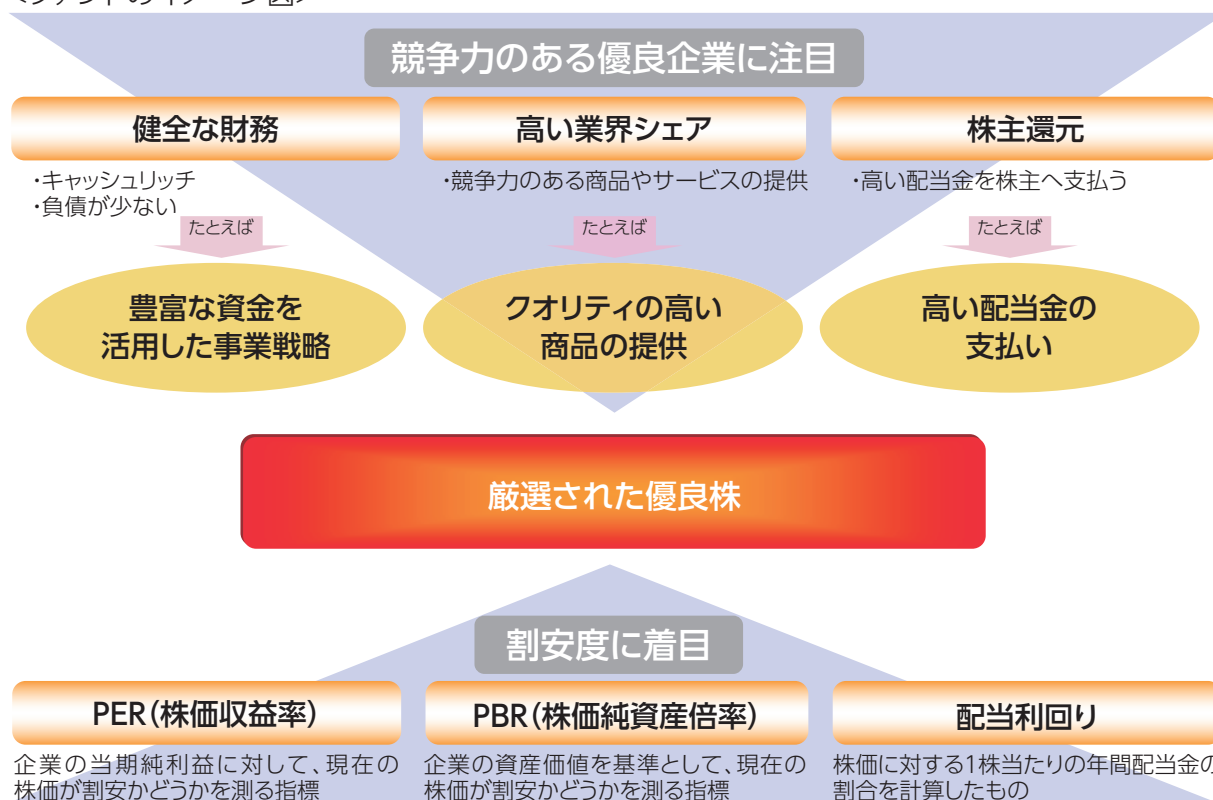 <ファンドのイメージ図>
競争力のある優良企業に注目
健全な財務
高い業界シェア
株主還元
・キャッシュリッチ
・負債が少ない
・競争力のある商品やサービスの提供
・高い配当金を株主へ支払う
たとえば
たとえば
たとえば
豊富な資金を
活用した事業戦略
クオリティの高い
商品の提供
高い配当金の
支払い
厳選された優良株
割安度に着目
PER(株価収益率)
PBR(株価純資産倍率)
配当利回り
企業の当期純利益に対して、現在の
株価が割安かどうかを測る指標
企業の資産価値を基準として、現在の
株価が割安かどうかを測る指標
株価に対する1株当たりの年間配当金の
割合を計算したもの